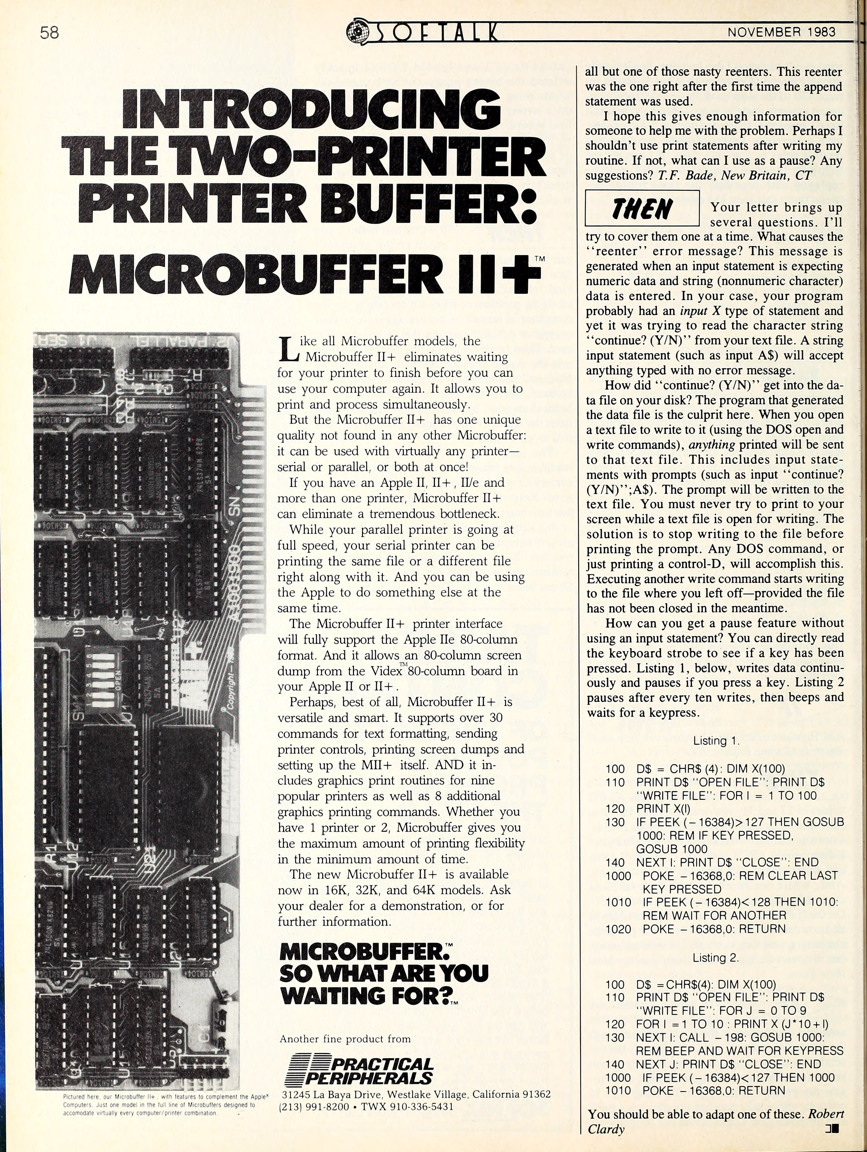 58
SOFTALK
NOVEMBER 1983
INTRODUCING
THE TWO-PRINTER
PRINTER BUFFER:
MICROBUFFER II+™
Like all Microbuffer models, the
Microbuffer II+ eliminates waiting
for your printer to finish before you can
use your computer again. It allows you to
print and process simultaneously.
But the Microbuffer II+ has one unique
quality not found in any other Microbuffer:
it can be used with virtually any printer—
serial or parallel, or both at once!
If you have an Apple II, II+, II/e and
more than one printer, Microbuffer II+
can eliminate a tremendous bottleneck.
While your parallel printer is going at
full speed, your serial printer can be
printing the same file or a different file
right along with it. And you can be using
the Apple to do something else at the
same time.
The Microbuffer II+ printer interface
will fully support the Apple IIe 80-column
format. And it allows an 80-column screen
dump from the Videx™ 80-column board in
your Apple II or II+.
Perhaps, best of all, Microbuffer II+ is
versatile and smart. It supports over 30
commands for text formatting, sending
printer controls, printing screen dumps and
setting up the MII+ itself. AND it in-
cludes graphics print routines for nine
popular printers as well as 8 additional
graphics printing commands. Whether you
have 1 printer or 2, Microbuffer gives you
the maximum amount of printing flexibility
in the minimum amount of time.
The new Microbuffer II+ is available
now in 16K, 32K, and 64K models. Ask
your dealer for a demonstration, or for
further information.
MICROBUFFER.™
SO WHAT ARE YOU
WAITING FOR?™
Another fine product from
PRACTICAL
PERIPHERALS
31245 La Baya Drive, Westlake Village, California 91362
(213) 991-8200 • TWX 910-336-5431
Pictured here, our Microbuffer II+, with features to complement the Apple®
Computers. Just one model in the full line of Microbuffers designed to
accomodate virtually every computer/printer combination.
all but one of those nasty reenters. This reenter
was the one right after the first time the append
statement was used.
I hope this gives enough information for
someone to help me with the problem. Perhaps I
shouldn't use print statements after writing my
routine. If not, what can I use as a pause? Any
suggestions? T.F. Bade, New Britain, CT
THEN
Your letter brings up
several questions. I'll
try to cover them one at a time. What causes the
“reenter” error message? This message is
generated when an input statement is expecting
numeric data and string (nonnumeric character)
data is entered. In your case, your program
probably had an input X type of statement and
yet it was trying to read the character string
“continue? (Y/N)” from your text file. A string
input statement (such as input A$) will accept
anything typed with no error message.
How did “continue? (Y/N)” get into the da-
ta file on your disk? The program that generated
the data file is the culprit here. When you open
a text file to write to it (using the DOS open and
write commands), anything printed will be sent
to that text file. This includes input state-
ments with prompts (such as input “continue?
(Y/N)”;A$). The prompt will be written to the
text file. You must never try to print to your
screen while a text file is open for writing. The
solution is to stop writing to the file before
printing the prompt. Any DOS command, or
just printing a control-D, will accomplish this.
Executing another write command starts writing
to the file where you left off—provided the file
has not been closed in the meantime.
How can you get a pause feature without
using an input statement? You can directly read
the keyboard strobe to see if a key has been
pressed. Listing 1, below, writes data continu-
ously and pauses if you press a key. Listing 2
pauses after every ten writes, then beeps and
waits for a keypress.
Listing 1.
100 D$ = CHR$ (4): DIM X(100)
110 PRINT D$ “OPEN FILE”: PRINT D$
“WRITE FILE”: FOR I = 1 TO 100
120 PRINT X(I)
130 IF PEEK (−16384)>127 THEN GOSUB
1000: REM IF KEY PRESSED,
GOSUB 1000
140 NEXT I: PRINT D$ “CLOSE”: END
1000 POKE −16368,0: REM CLEAR LAST
KEY PRESSED
1010 IF PEEK (−16384)<128 THEN 1010:
REM WAIT FOR ANOTHER
1020 POKE −16368,0: RETURN
Listing 2.
100 D$ =CHR$(4): DIM X(100)
110 PRINT D$ “OPEN FILE”: PRINT D$
“WRITE FILE”: FOR J = 0 TO 9
120 FOR I =1 TO 10 : PRINT X (J*10+I)
130 NEXT I: CALL −198: GOSUB 1000:
REM BEEP AND WAIT FOR KEYPRESS
140 NEXT J: PRINT D$ “CLOSE”: END
1000 IF PEEK (−16384)<127 THEN 1000
1010 POKE −16368,0: RETURN
You should be able to adapt one of these. Robert
Clardy